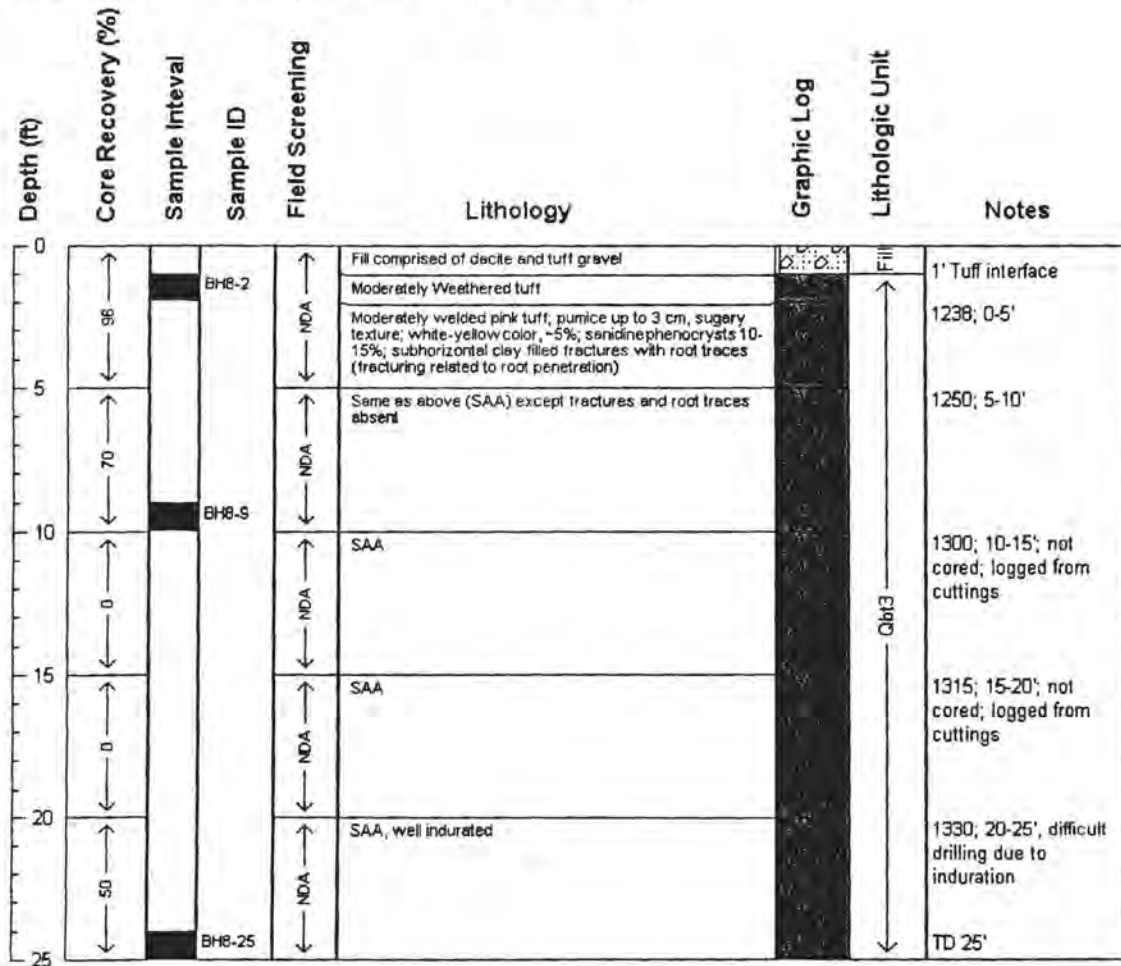 Depth (ft)
Core Recovery (%)
Sample Inteval
Sample ID
Field Screening
Lithology
Graphic Log
Lithologic Unit
Notes
0
5
10
15
20
25
96
70
0
0
50
BH8-2
BH8-9
BH8-25
NDA
NDA
NDA
NDA
NDA
Fill comprised of dacite and tuff gravel
Moderately Weathered tuff
Moderately welded pink tuff, pumice up to 3 cm, sugary
texture; white-yellow color, ~5%; sanidine phenocrysts 10-
15%; subhorizontal clay filled fractures with root traces
(fracturing related to root penetration)
Same as above (SAA) except fractures and root traces
absent
SAA
SAA
SAA, well indurated
Fill
Qbt3
1' Tuff interface
1238; 0-5'
1250; 5-10'
1300; 10-15'; not
cored; logged from
cuttings
1315; 15-20'; not
cored; logged from
cuttings
1330; 20-25', difficult
drilling due to
induration
TD 25'